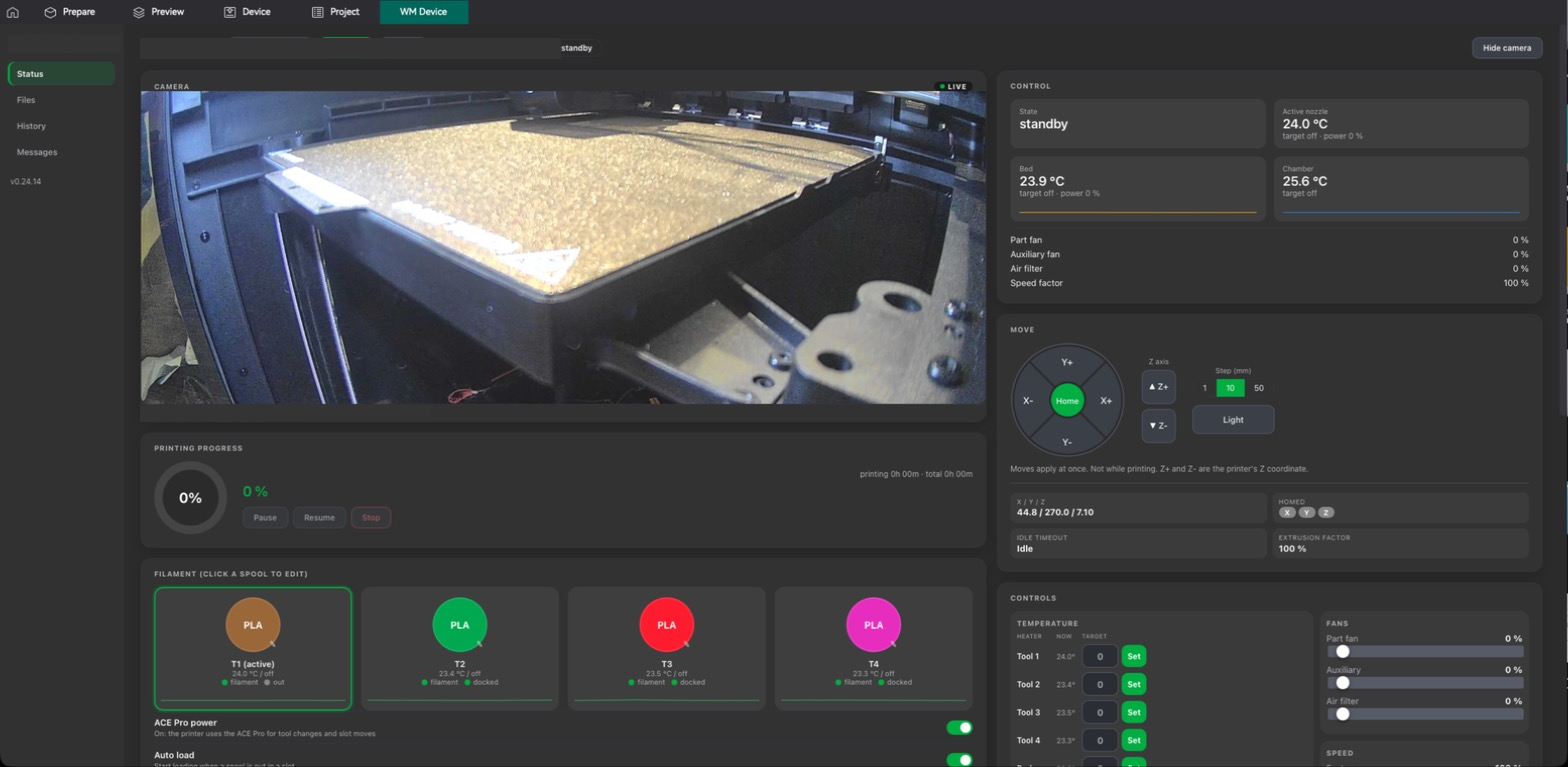 Prepare
Preview
Device
Project
WM Device
Status
Files
History
Messages
v0.24.14
standby
Hide camera
CAMERA
LIVE
PRINTING PROGRESS
0%
0 %
printing 0h 00m · total 0h 00m
Pause Resume Stop
FILAMENT (CLICK A SPOOL TO EDIT)
PLA
T1 (active)
24.0 °C / off
filament out
PLA
T2
23.4 °C / off
filament docked
PLA
T3
23.5 °C / off
filament docked
PLA
T4
23.3 °C / off
filament docked
ACE Pro power
On: the printer uses the ACE Pro for tool changes and slot moves
Auto load
Start loading when a spool is put in a slot
CONTROL
State
standby
Active nozzle
24.0 °C
target off · power 0 %
Bed
23.9 °C
target off · power 0 %
Chamber
25.6 °C
target off
Part fan 0 %
Auxiliary fan 0 %
Air filter 0 %
Speed factor 100 %
MOVE
Y+
X-
Home
X+
Y-
Z axis
▲ Z+
▼ Z-
Step (mm)
1 10 50
Light
Moves apply at once. Not while printing. Z+ and Z- are the printer's Z coordinate.
X / Y / Z
44.8 / 270.0 / 7.10
HOMED
X Y Z
IDLE TIMEOUT
Idle
EXTRUSION FACTOR
100 %
CONTROLS
TEMPERATURE
HEATER NOW TARGET
Tool 1 24.0° 0 Set
Tool 2 23.4° 0 Set
Tool 3 23.5° 0 Set
Tool 4 23.3° 0 Set
FANS
Part fan 0 %
Auxiliary 0 %
Air filter 0 %
SPEED